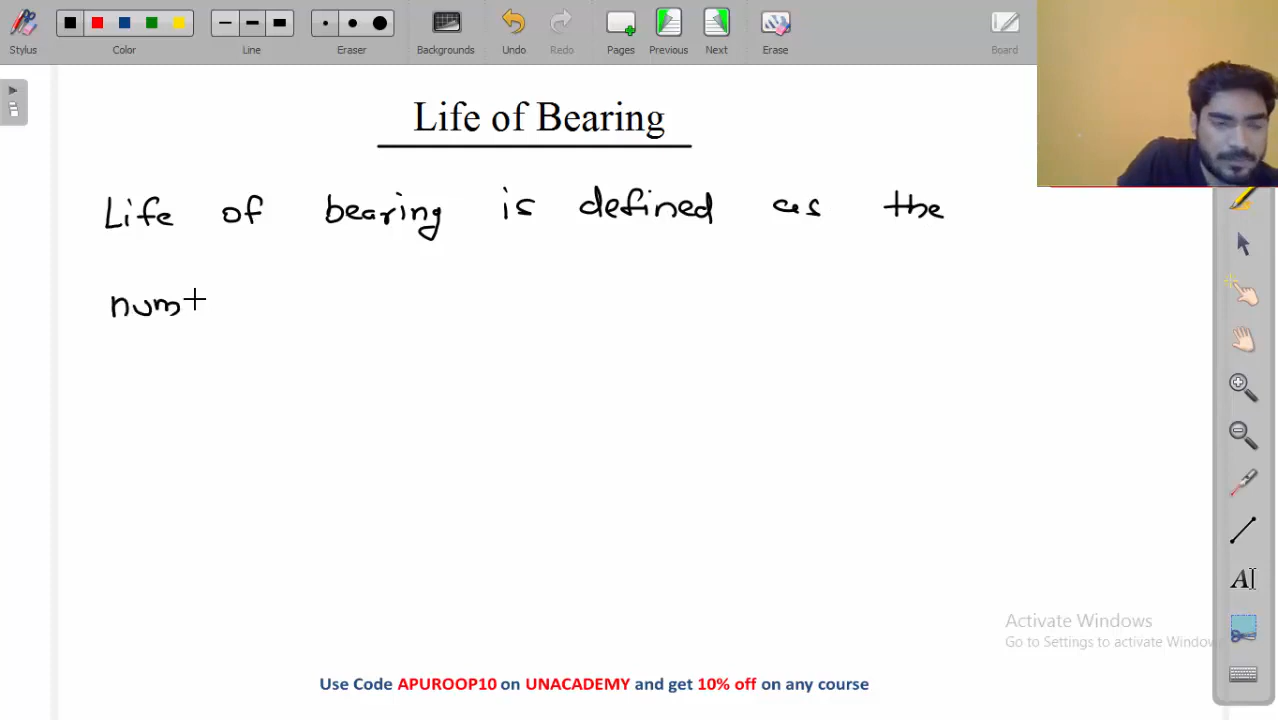 Stylus
Color
Line
Eraser
Backgrounds
Undo
Redo
Pages
Previous
Next
Erase
Board
Life of Bearing
Life of bearing is defined as the
num
A
Activate Windows
Go to Settings to activate Window
Use Code APUROOP10 on UNACADEMY and get 10% off on any course